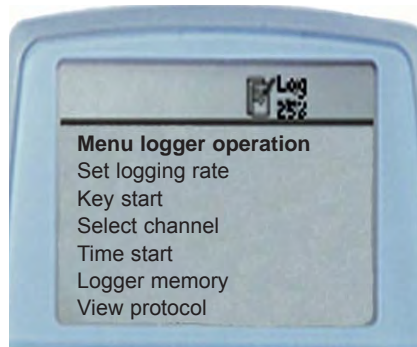 Log
25%
Menu logger operation
Set logging rate
Key start
Select channel
Time start
Logger memory
View protocol